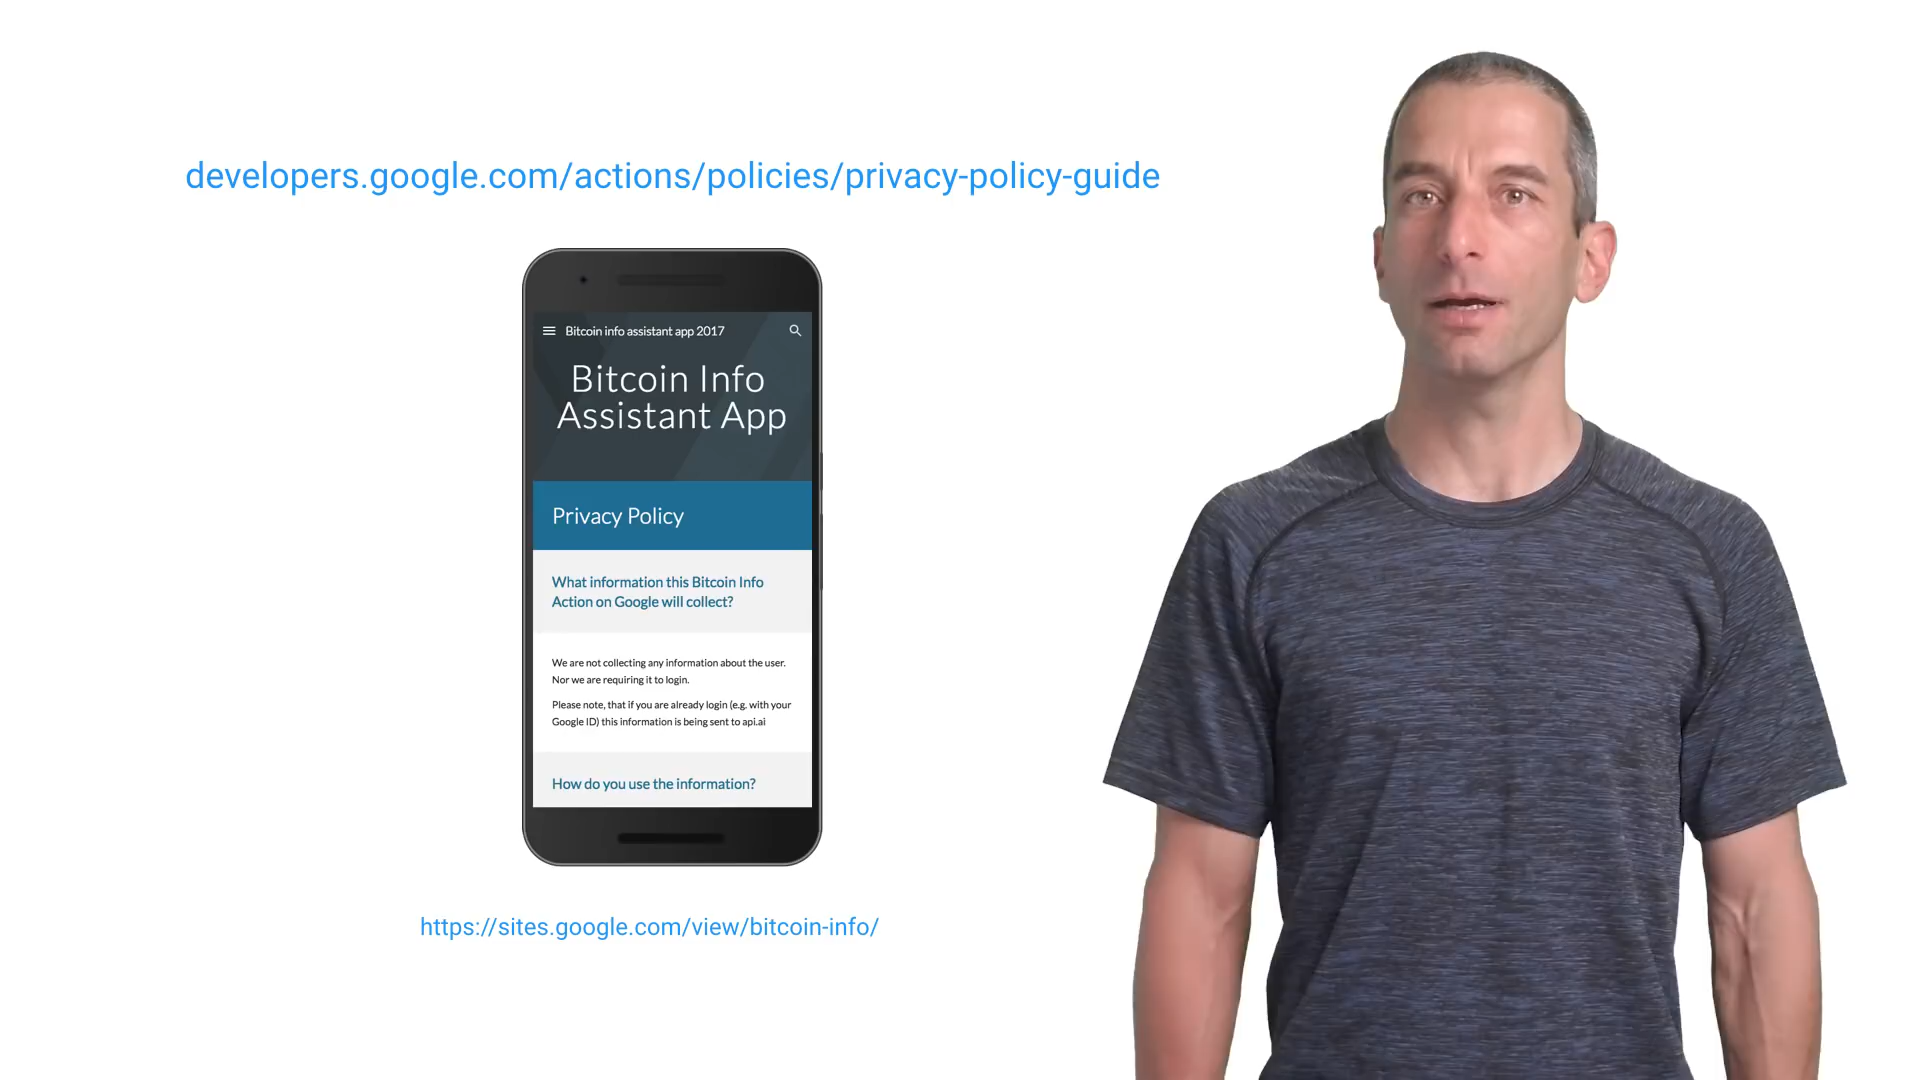 developers.google.com/actions/policies/privacy-policy-guide
Bitcoin info assistant app 2017
Bitcoin Info
Assistant App
Privacy Policy
What information this Bitcoin Info
Action on Google will collect?
We are not collecting any information about the user.
Nor we are requiring it to login.
Please note, that if you are already login (e.g. with your
Google ID) this information is being sent to api.ai
How do you use the information?
https://sites.google.com/view/bitcoin-info/